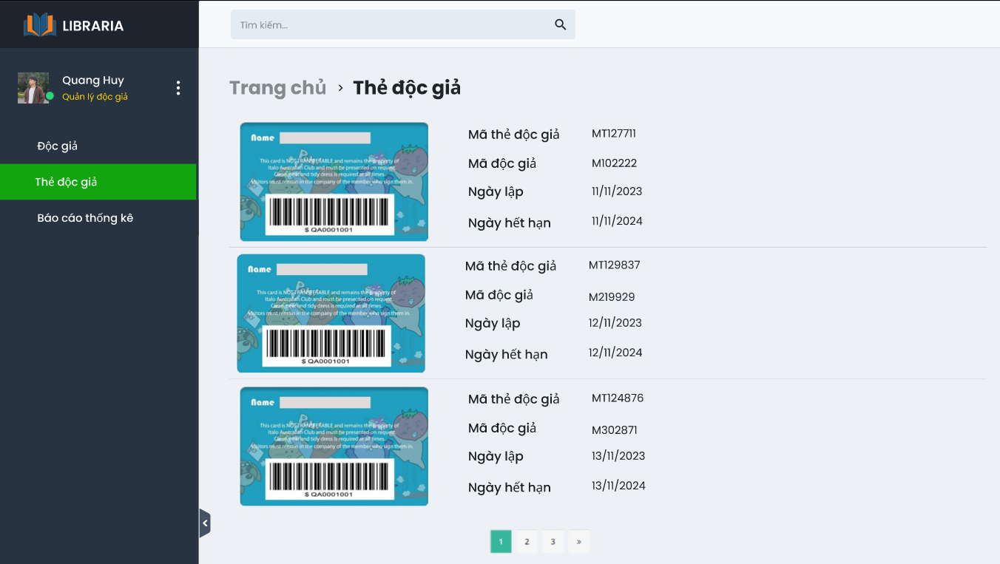 LIBRARIA
Tìm kiếm...
Quang Huy
Quản lý độc giả
Độc giả
Thẻ độc giả
Báo cáo thống kê
Trang chủ › Thẻ độc giả
Name
This card is NOT TRANSFERABLE and remains the property of
Italo Australian Club and must be presented on request.
Clean, neat and tidy dress is required at all times.
Visitors must remain in the company of the member who sign them in.
$ QA0001001
Mã thẻ độc giả MT127711
Mã độc giả M102222
Ngày lập 11/11/2023
Ngày hết hạn 11/11/2024
Name
This card is NOT TRANSFERABLE and remains the property of
Italo Australian Club and must be presented on request.
Clean, neat and tidy dress is required at all times.
Visitors must remain in the company of the member who sign them in.
$ QA0001001
Mã thẻ độc giả MT129837
Mã độc giả M219929
Ngày lập 12/11/2023
Ngày hết hạn 12/11/2024
Name
This card is NOT TRANSFERABLE and remains the property of
Italo Australian Club and must be presented on request.
Clean, neat and tidy dress is required at all times.
Visitors must remain in the company of the member who sign them in.
$ QA0001001
Mã thẻ độc giả MT124876
Mã độc giả M302871
Ngày lập 13/11/2023
Ngày hết hạn 13/11/2024
1 2 3 »